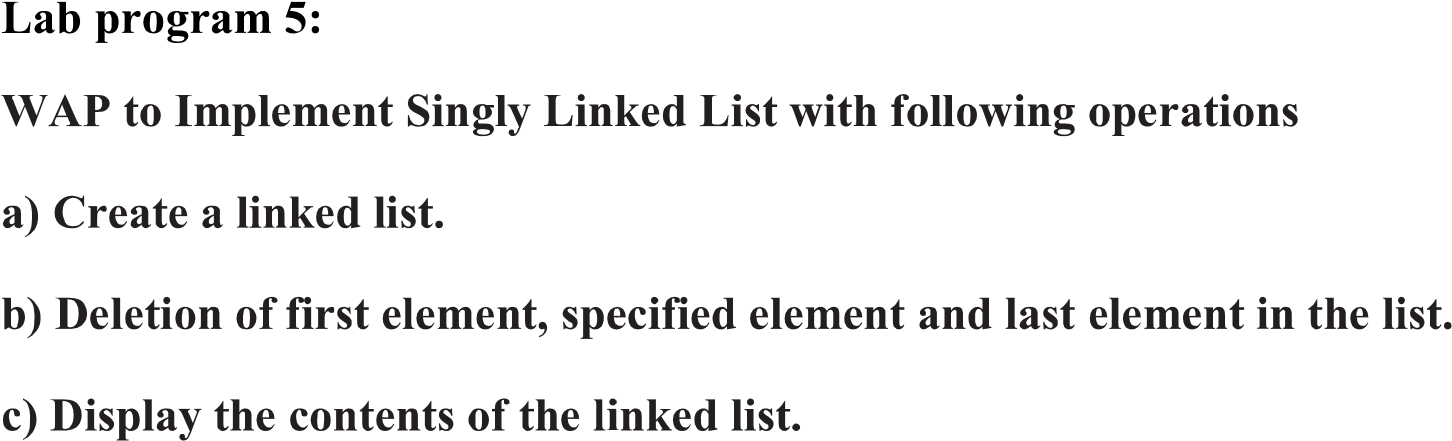 Lab program 5:
WAP to Implement Singly Linked List with following operations
a) Create a linked list.
b) Deletion of first element, specified element and last element in the list.
c) Display the contents of the linked list.